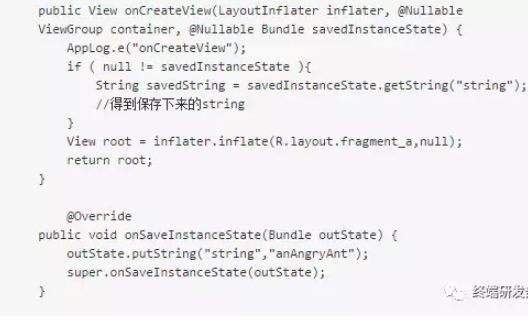 public View onCreateView(LayoutInflater inflater, @Nullable
ViewGroup container, @Nullable Bundle savedInstanceState) {
AppLog.e("onCreateView");
if ( null != savedInstanceState ){
String savedString = savedInstanceState.getString("string");
//得到保存下来的string
}
View root = inflater.inflate(R.layout.fragment_a,null);
return root;
}
@Override
public void onSaveInstanceState(Bundle outState) {
outState.putString("string","anAngryAnt");
super.onSaveInstanceState(outState);
}
终端研发